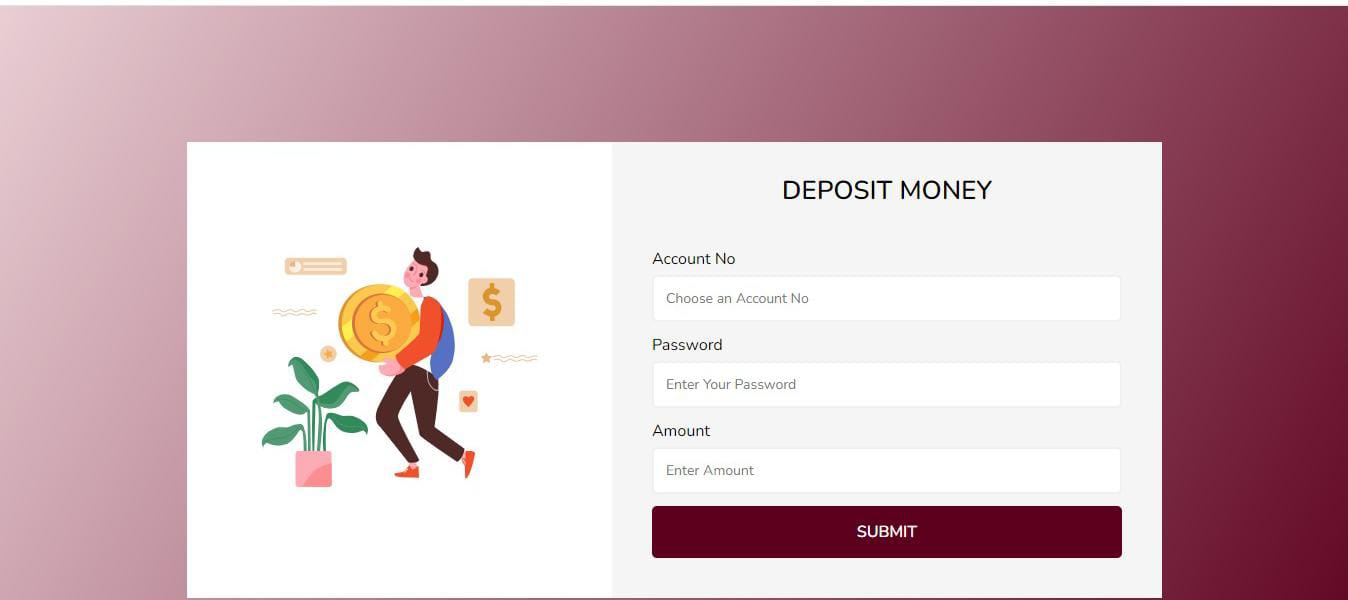 DEPOSIT MONEY
Account No
Choose an Account No
Password
Enter Your Password
Amount
Enter Amount
SUBMIT
$
$